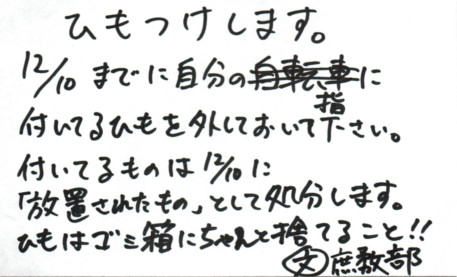 ひもつけします。
12/10 までに自分の自転車に
指
付いてるひもを外しておいて下さい。
付いてるものは12/10に
「放置されたもの」として処分します。
ひもはゴミ箱にちゃんと捨てること!!
文 庶務部